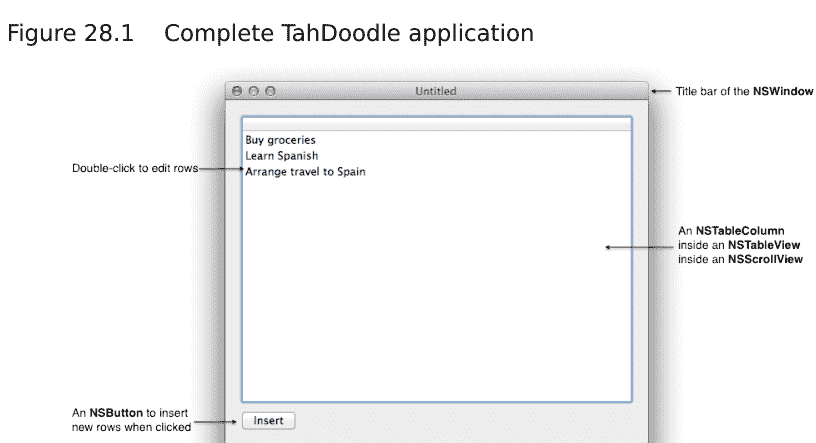 Figure 28.1 Complete TahDoodle application
Untitled
Title bar of the NSWindow
Buy groceries
Learn Spanish
Double-click to edit rows
Arrange travel to Spain
An NSTableColumn
inside an NSTableView
inside an NSScrollView
An NSButton to insert
new rows when clicked
Insert